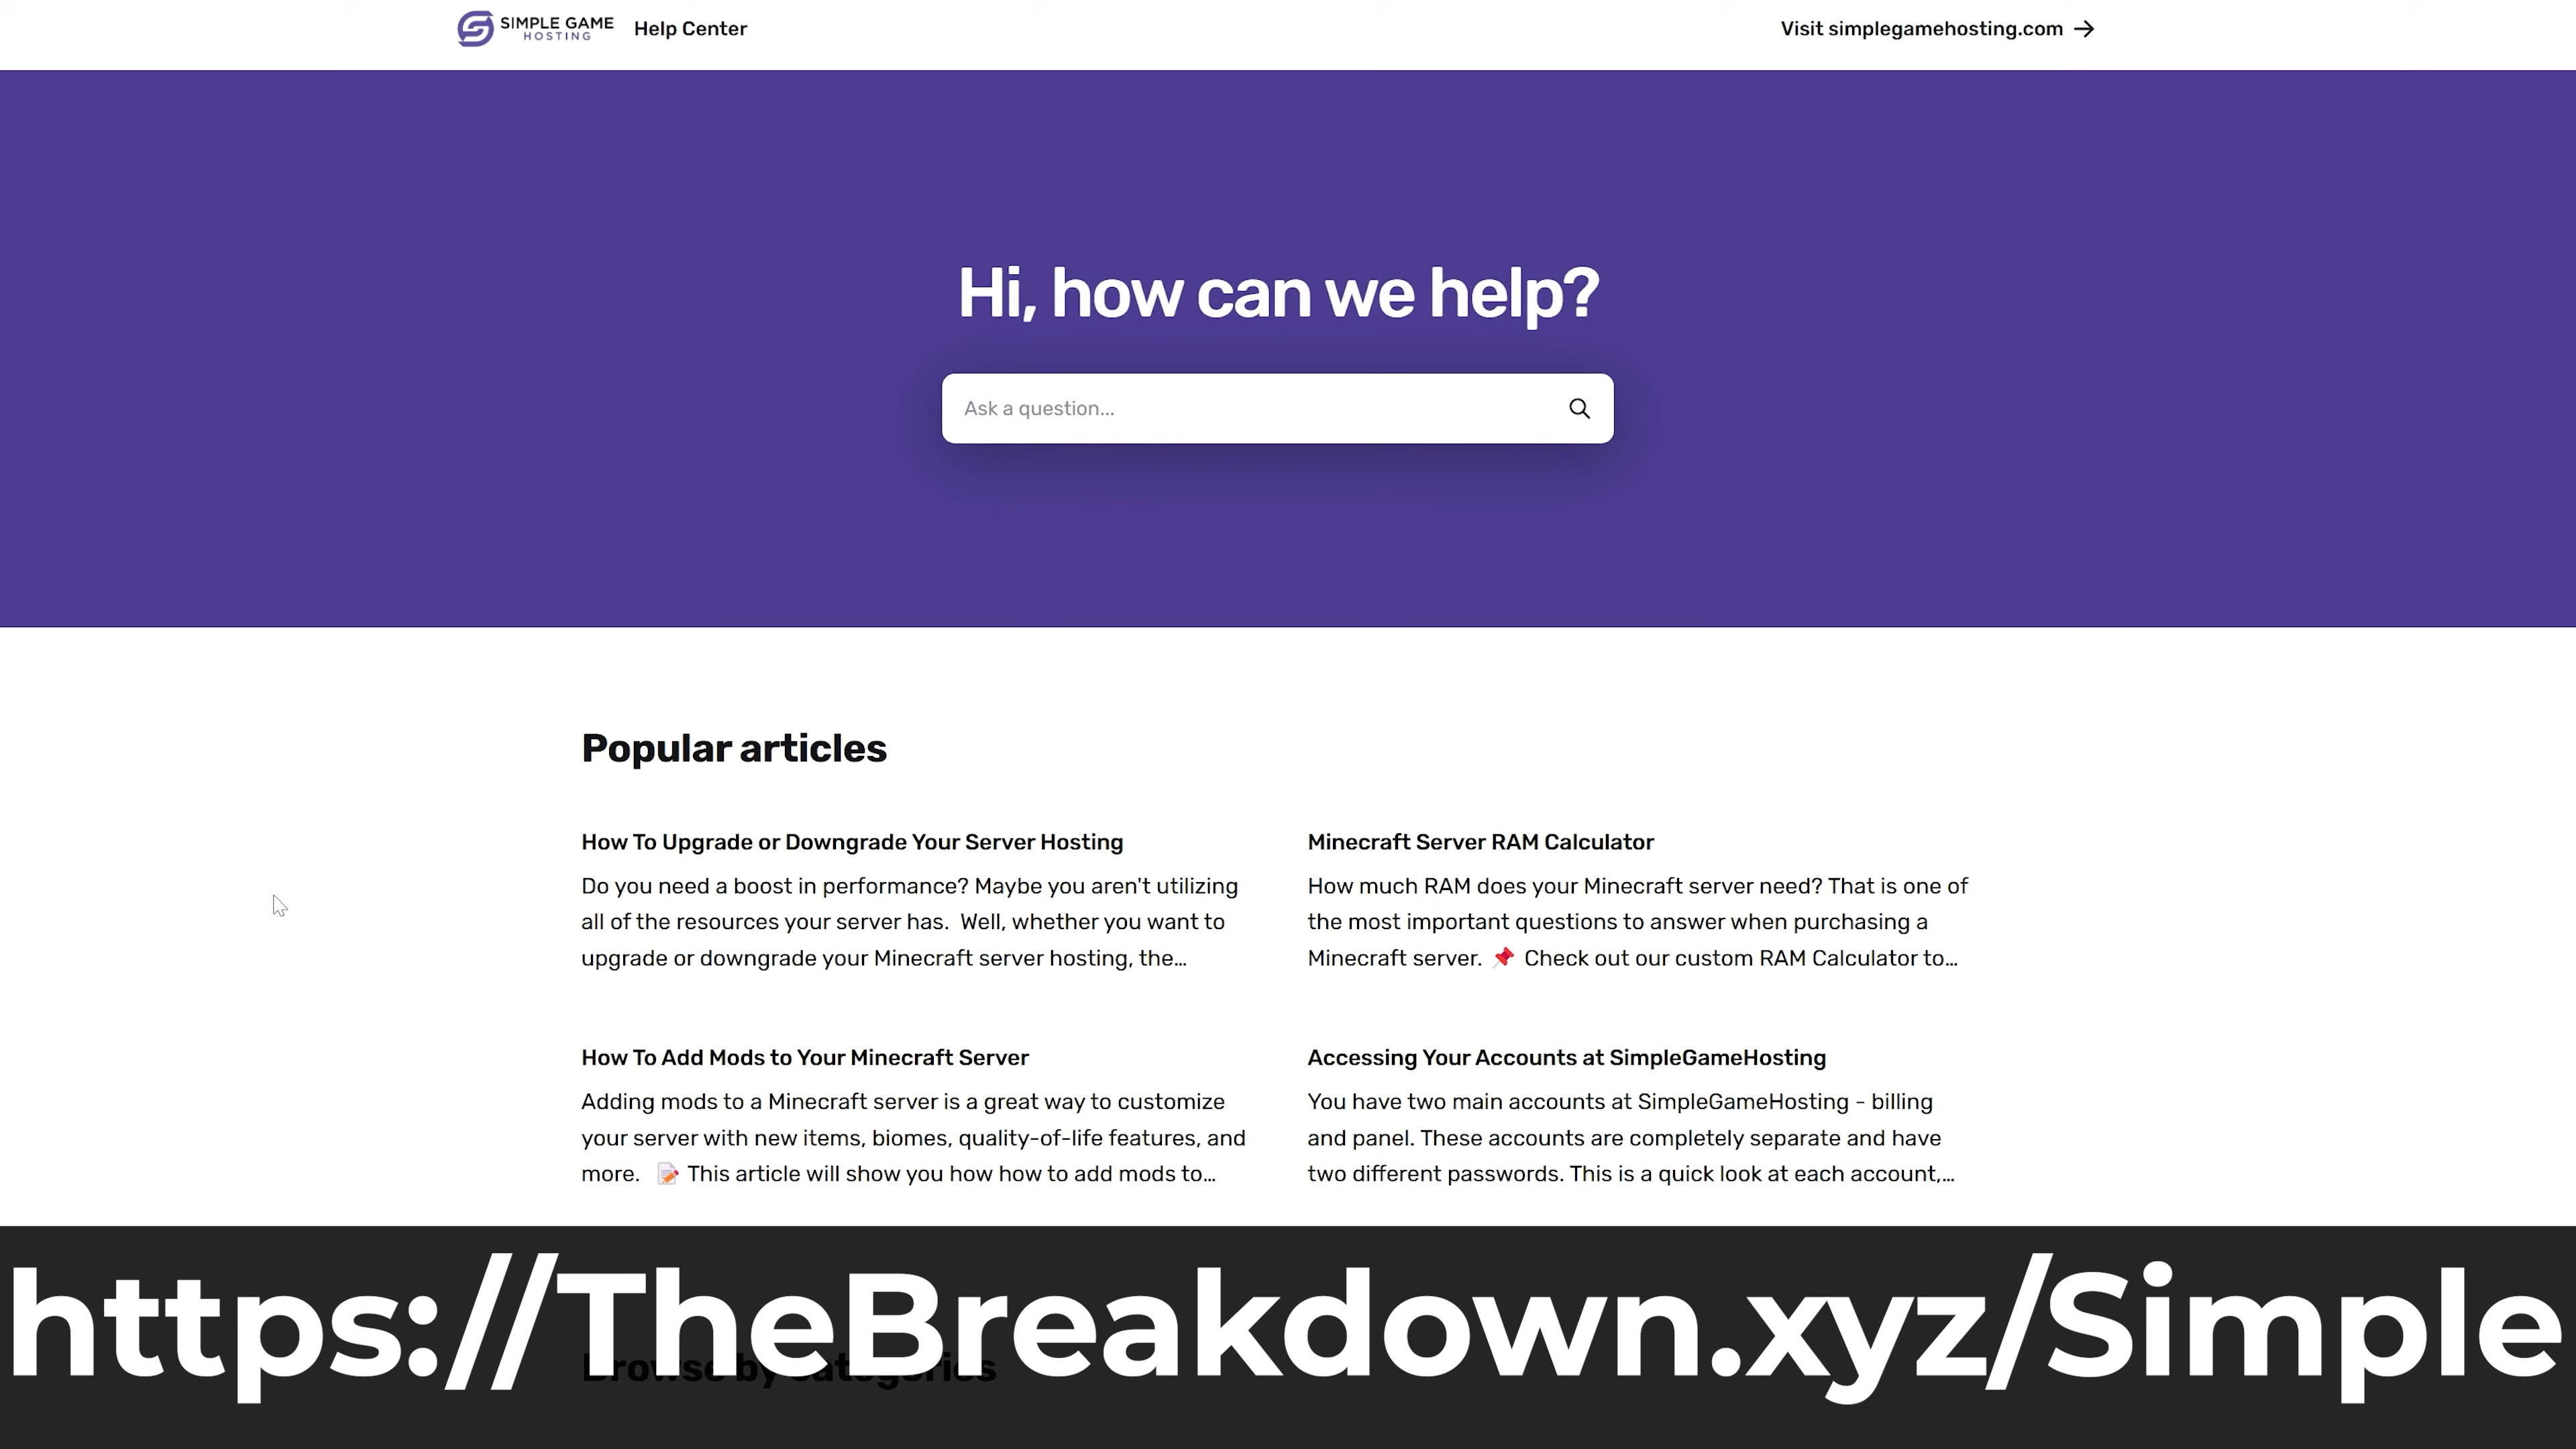 SIMPLE GAME
HOSTING
Help Center
Visit simplegamehosting.com →
Hi, how can we help?
Ask a question...
Popular articles
How To Upgrade or Downgrade Your Server Hosting
Do you need a boost in performance? Maybe you aren't utilizing
all of the resources your server has. Well, whether you want to
upgrade or downgrade your Minecraft server hosting, the...
Minecraft Server RAM Calculator
How much RAM does your Minecraft server need? That is one of
the most important questions to answer when purchasing a
Minecraft server. 📌 Check out our custom RAM Calculator to...
How To Add Mods to Your Minecraft Server
Adding mods to a Minecraft server is a great way to customize
your server with new items, biomes, quality-of-life features, and
more. 📝 This article will show you how how to add mods to...
Accessing Your Accounts at SimpleGameHosting
You have two main accounts at SimpleGameHosting - billing
and panel. These accounts are completely separate and have
two different passwords. This is a quick look at each account,...
Browse by categories
https://TheBreakdown.xyz/Simple